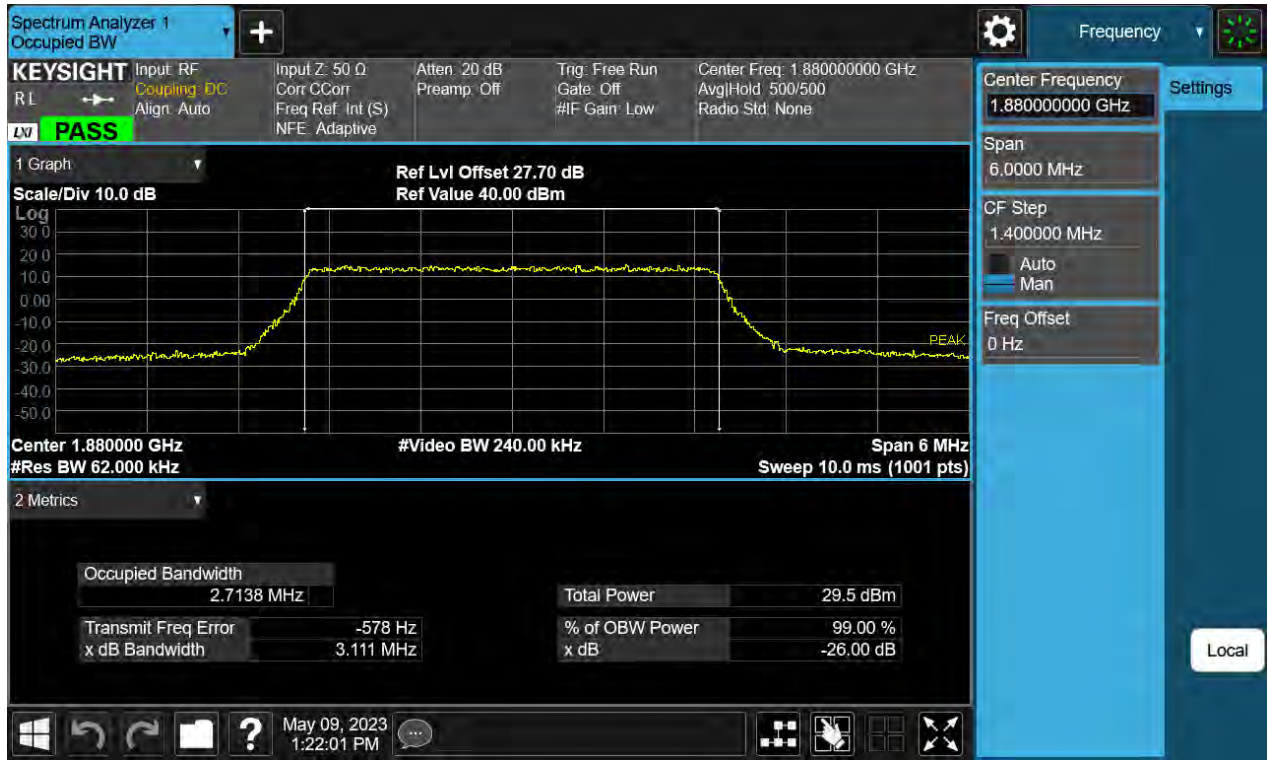 Spectrum Analyzer 1
Occupied BW
+
Frequency
KEYSIGHT
RL
LXI
PASS
Input: RF
Coupling: DC
Align: Auto
Input Z: 50 Ω
Corr CCorr
Freq Ref: Int (S)
NFE: Adaptive
Atten: 20 dB
Preamp: Off
Trig: Free Run
Gate: Off
#IF Gain: Low
Center Freq: 1.880000000 GHz
Avg|Hold: 500/500
Radio Std: None
Center Frequency
1.880000000 GHz
Settings
Span
6.0000 MHz
CF Step
1.400000 MHz
Auto
Man
Freq Offset
0 Hz
1 Graph
Scale/Div 10.0 dB
Ref Lvl Offset 27.70 dB
Ref Value 40.00 dBm
Log
30.0
20.0
10.0
0.00
-10.0
-20.0
-30.0
-40.0
-50.0
PEAK
Center 1.880000 GHz
#Res BW 62.000 kHz
#Video BW 240.00 kHz
Span 6 MHz
Sweep 10.0 ms (1001 pts)
2 Metrics
Occupied Bandwidth
2.7138 MHz
Total Power 29.5 dBm
Transmit Freq Error -578 Hz
% of OBW Power 99.00 %
x dB Bandwidth 3.111 MHz
x dB -26.00 dB
Local
?
May 09, 2023
1:22:01 PM